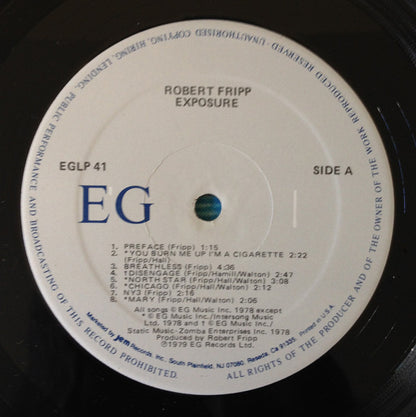 ALL RIGHTS OF THE PRODUCER AND OF THE OWNER OF THE WORK REPRODUCED RESERVED - UNAUTHORISED COPYING, HIRING, LENDING, PUBLIC PERFORMANCE AND BROADCASTING OF THIS RECORD PROHIBITED.
ROBERT FRIPP
EXPOSURE
EGLP 41
SIDE A
EG
1. PREFACE (Fripp) 1:15
2. *YOU BURN ME UP I'M A CIGARETTE 2:22
(Fripp/Hall)
3. BREATHLESS (Fripp) 4:36
4. †DISENGAGE (Fripp/Hamill/Walton) 2:47
5. *NORTH STAR (Fripp/Hall/Walton) 3:08
6. *CHICAGO (Fripp/Hall/Walton) 2:12
7. NY3 (Fripp) 2:16
8. *MARY (Fripp/Hall/Walton) 2:06
All songs © EG Music Inc. 1978 except
* © EG Music Inc./Intersong Music
Ltd. 1978 and † © EG Music Inc./
Static Music: Zomba Enterprises Inc. 1978
Produced by Robert Fripp
℗1979 EG Records Ltd.
Marketed by jem Records, Inc. South Plainfield, NJ 07080, Reseda, CA 91335 Printed in U.S.A.